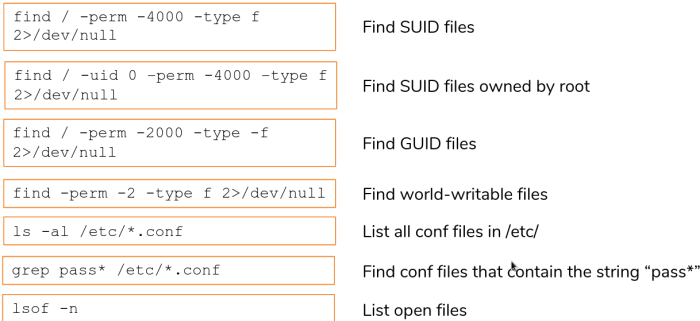 find / -perm -4000 -type f
2>/dev/null
Find SUID files
find / -uid 0 –perm -4000 –type f
2>/dev/null
Find SUID files owned by root
find / -perm -2000 -type -f
2>/dev/null
Find GUID files
find -perm -2 -type f 2>/dev/null
Find world-writable files
ls -al /etc/*.conf
List all conf files in /etc/
grep pass* /etc/*.conf
Find conf files that contain the string “pass*”
lsof -n
List open files